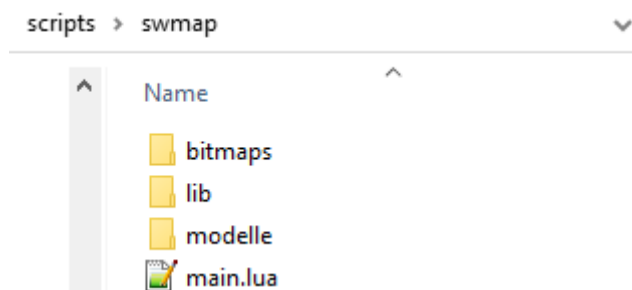 scripts > swmap
Name
bitmaps
lib
modelle
main.lua